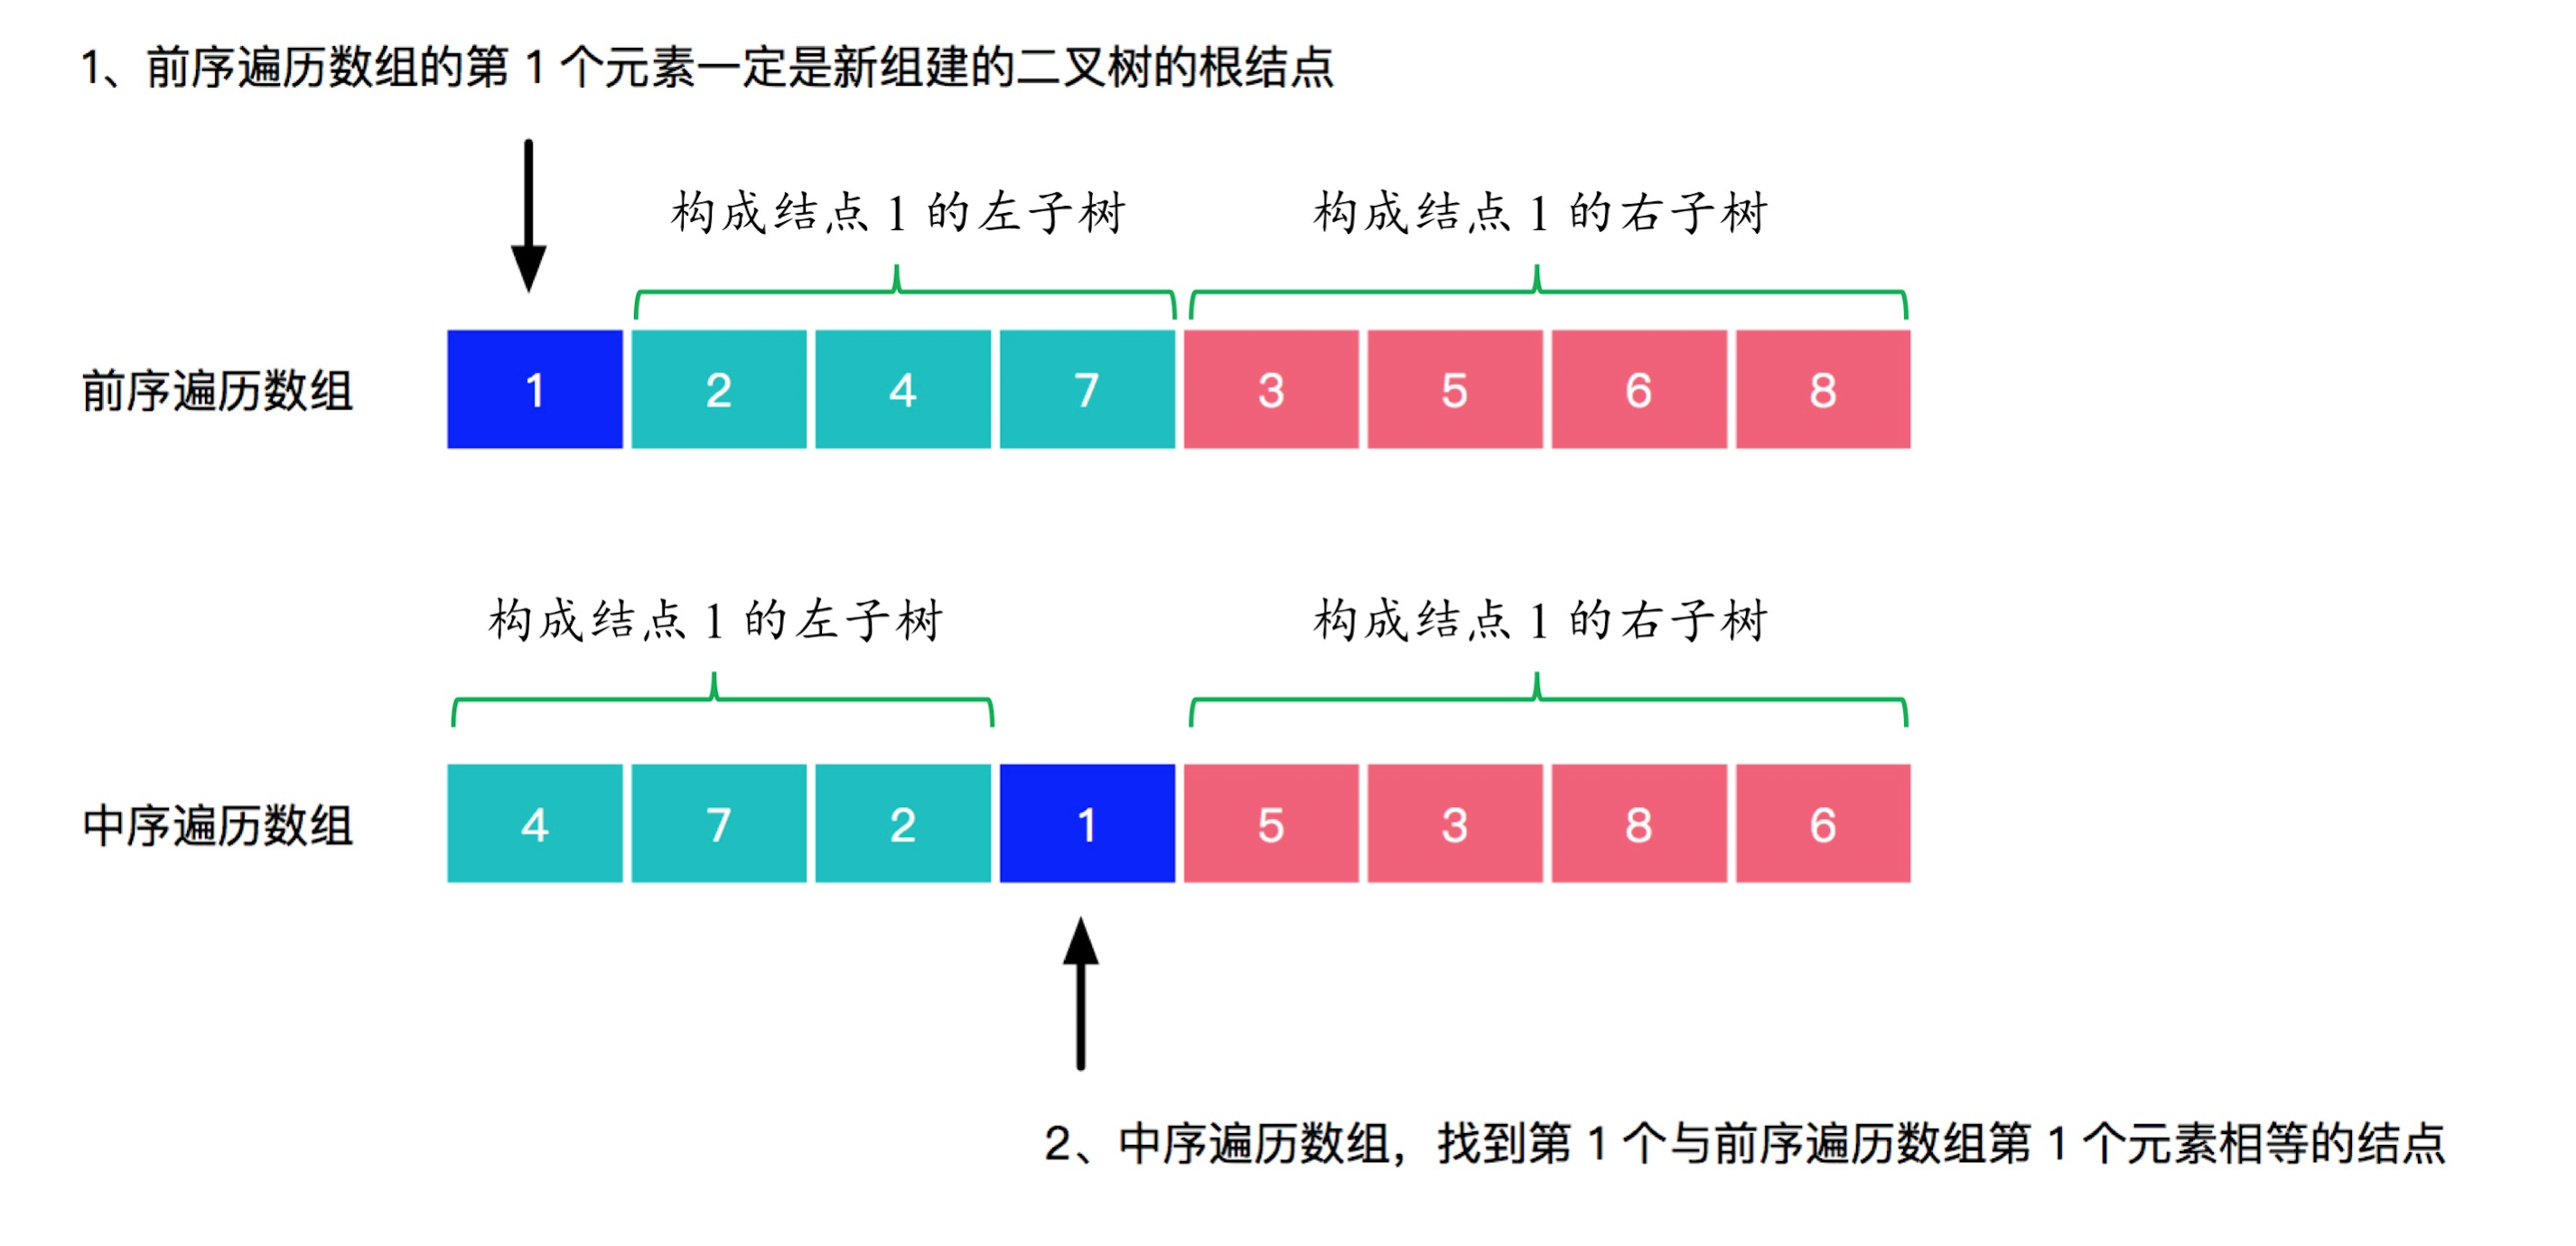 1、前序遍历数组的第 1 个元素一定是新组建的二叉树的根结点
构成结点 1 的左子树 构成结点 1 的右子树
前序遍历数组 1 2 4 7 3 5 6 8
构成结点 1 的左子树 构成结点 1 的右子树
中序遍历数组 4 7 2 1 5 3 8 6
2、中序遍历数组，找到第 1 个与前序遍历数组第 1 个元素相等的结点